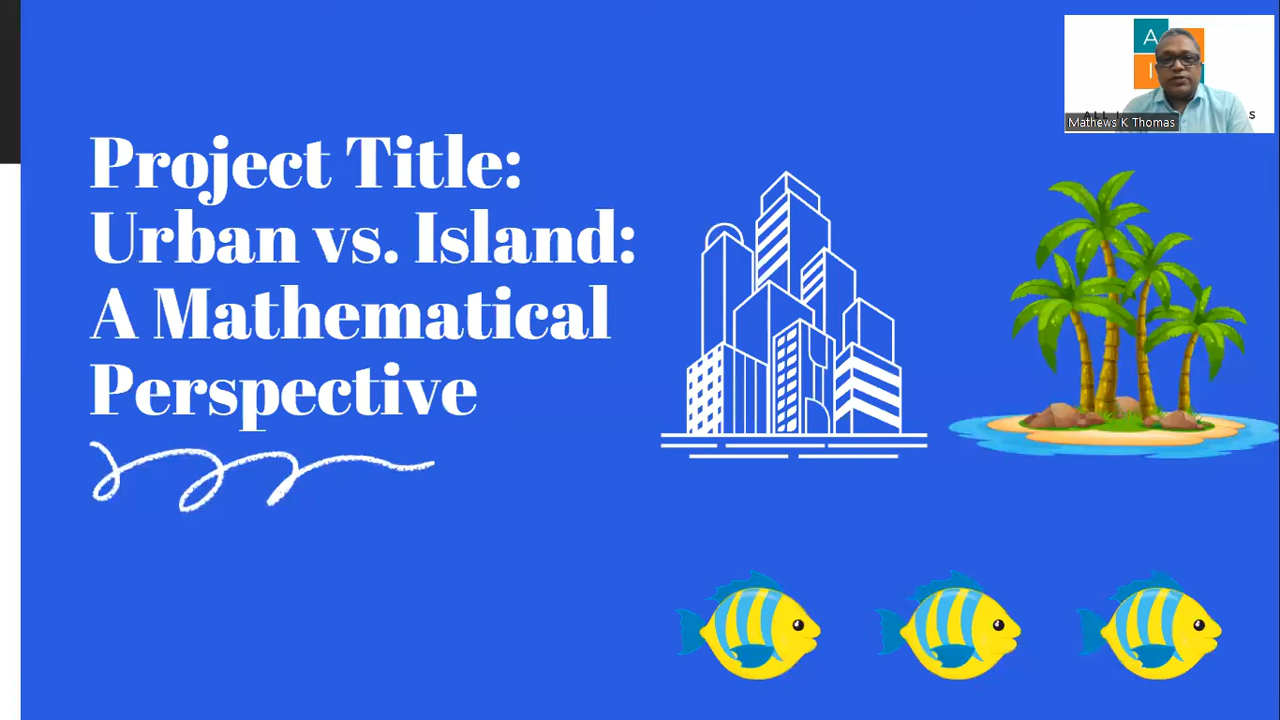 Project Title:
Urban vs. Island:
A Mathematical
Perspective
A
I
S
Mathews K Thomas